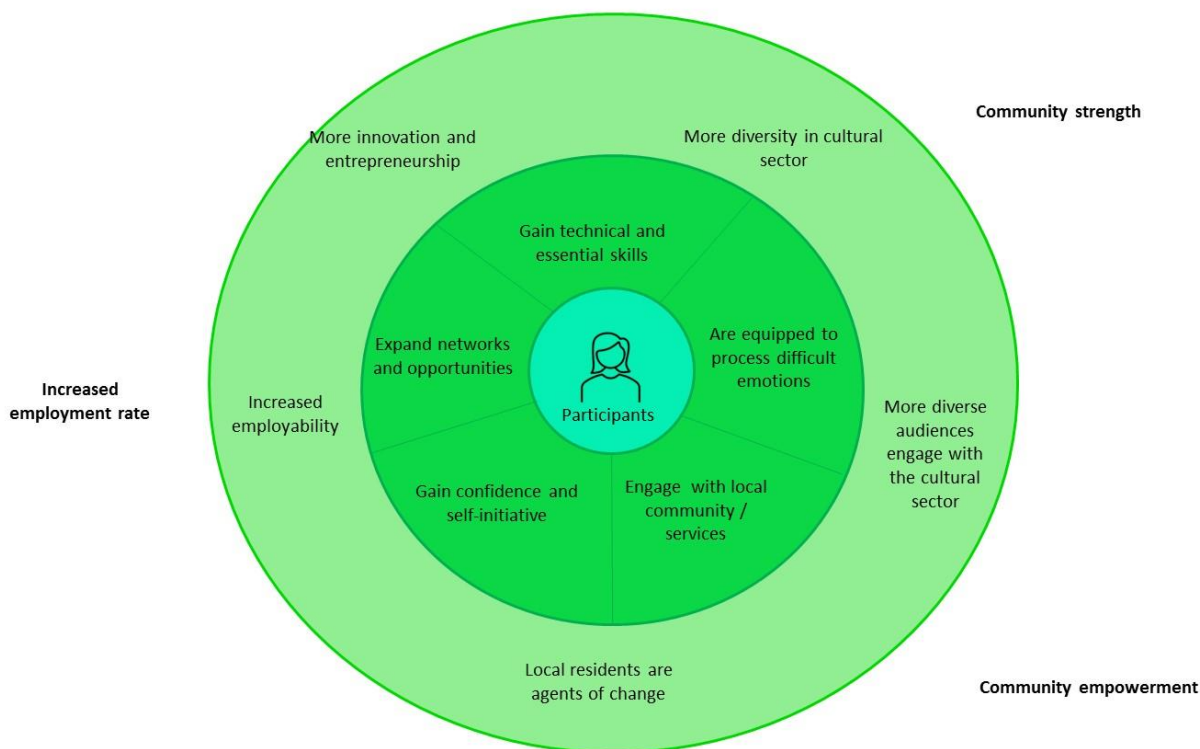 Community strength
More innovation and
entrepreneurship
More diversity in cultural
sector
Gain technical and
essential skills
Expand networks
and opportunities
Are equipped to
process difficult
emotions
Participants
Increased
employment rate
Increased
employability
More diverse
audiences
engage with
the cultural
sector
Gain confidence and
self-initiative
Engage with local
community /
services
Local residents are
agents of change
Community empowerment